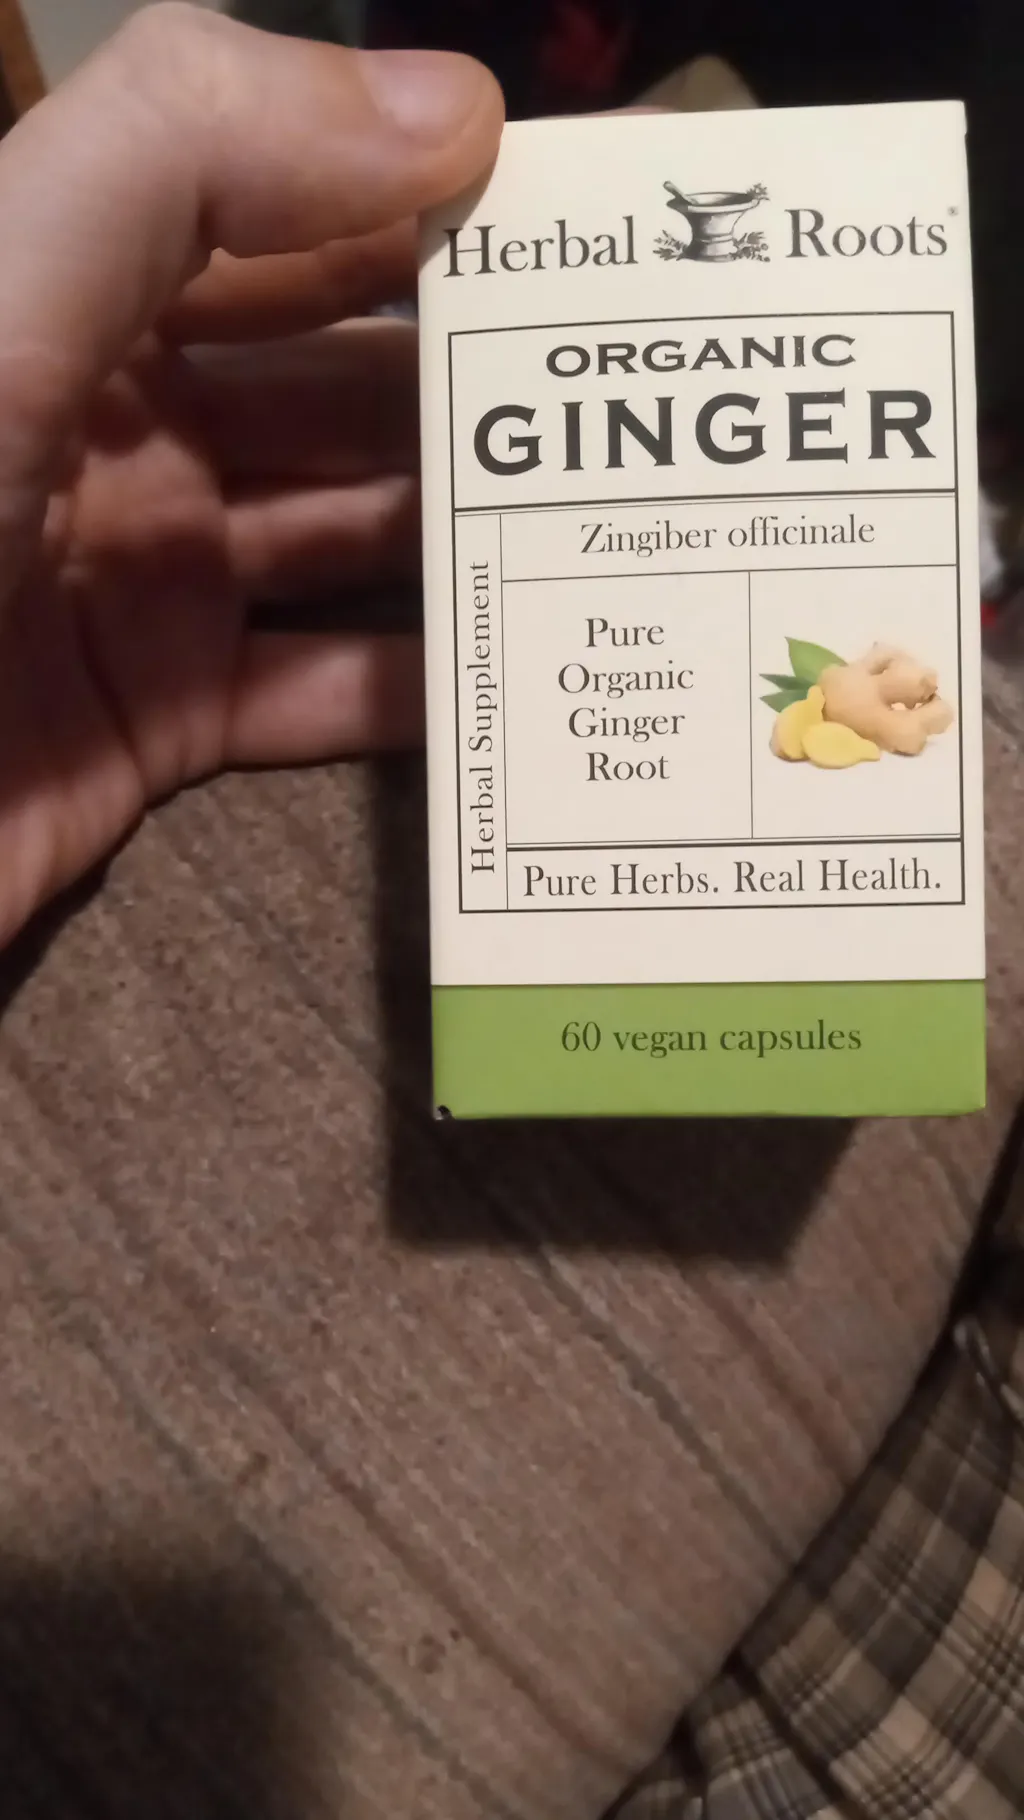 Herbal Roots®
ORGANIC
GINGER
Zingiber officinale
Herbal Supplement
Pure
Organic
Ginger
Root
Pure Herbs. Real Health.
60 vegan capsules